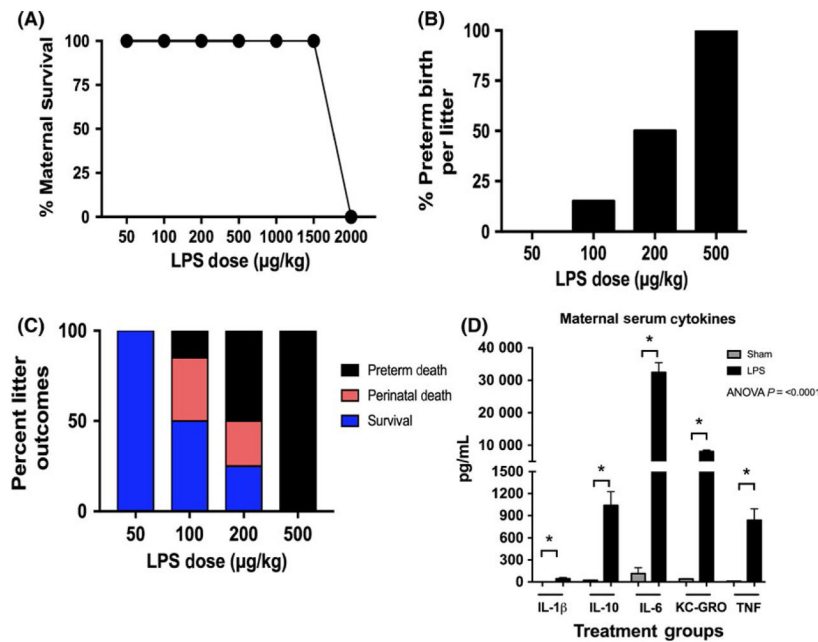 (A)
% Maternal survival
100
75
50
25
0
50 100 200 500 1000 1500 2000
LPS dose (µg/kg)
(B)
% Preterm birth
per litter
100
75
50
25
0
50 100 200 500
LPS dose (µg/kg)
(C)
Percent litter
outcomes
100
50
0
50 100 200 500
LPS dose (µg/kg)
Preterm death
Perinatal death
Survival
(D)
Maternal serum cytokines
pg/mL
40 000
30 000
20 000
10 000
1500
1200
900
600
300
0
* * * * *
Sham
LPS
ANOVA P = <0.0001
IL-1β IL-10 IL-6 KC-GRO TNF
Treatment groups